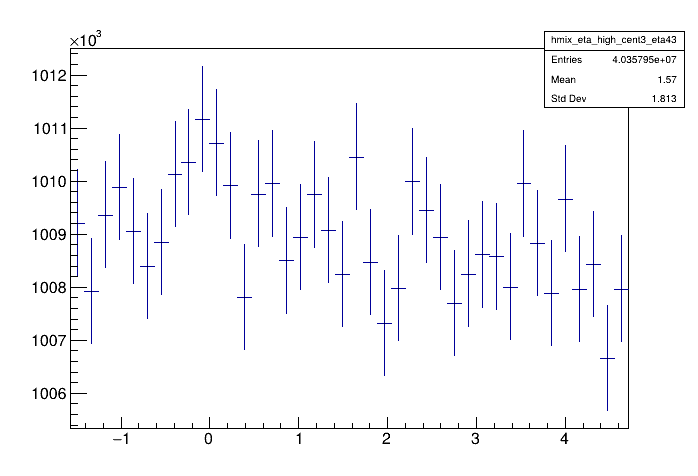 ×10³
hmix_eta_high_cent3_eta43
Entries 4.035795e+07
Mean 1.57
Std Dev 1.813
1012
1011
1010
1009
1008
1007
1006
−1 0 1 2 3 4